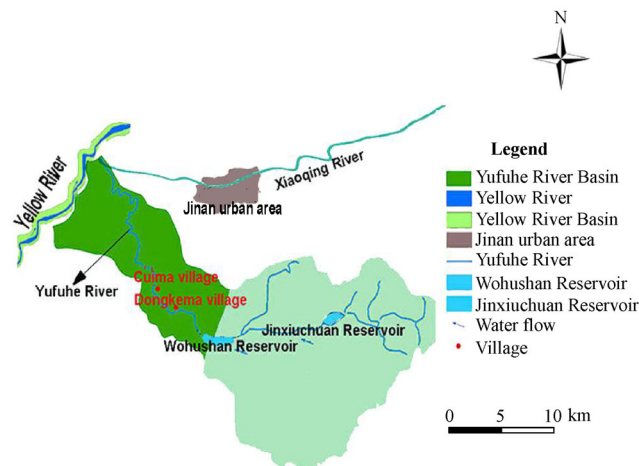 N
Yellow River
Xiaoqing River
Jinan urban area
Cuima village
Yufuhe River
Dongkema village
Jinxiuchuan Reservoir
Wohushan Reservoir
Legend
Yufuhe River Basin
Yellow River
Yellow River Basin
Jinan urban area
Yufuhe River
Wohushan Reservoir
Jinxiuchuan Reservoir
Water flow
Village
0 5 10 km